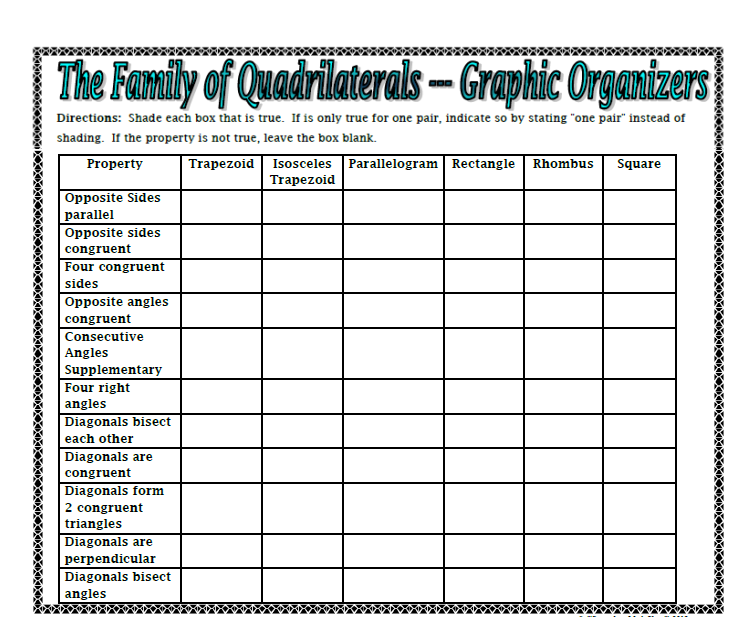 The Family of Quadrilaterals --- Graphic Organizers
Directions: Shade each box that is true. If is only true for one pair, indicate so by stating "one pair" instead of
shading. If the property is not true, leave the box blank.
Property Trapezoid Isosceles Parallelogram Rectangle Rhombus Square
Trapezoid
Opposite Sides
parallel
Opposite sides
congruent
Four congruent
sides
Opposite angles
congruent
Consecutive
Angles
Supplementary
Four right
angles
Diagonals bisect
each other
Diagonals are
congruent
Diagonals form
2 congruent
triangles
Diagonals are
perpendicular
Diagonals bisect
angles